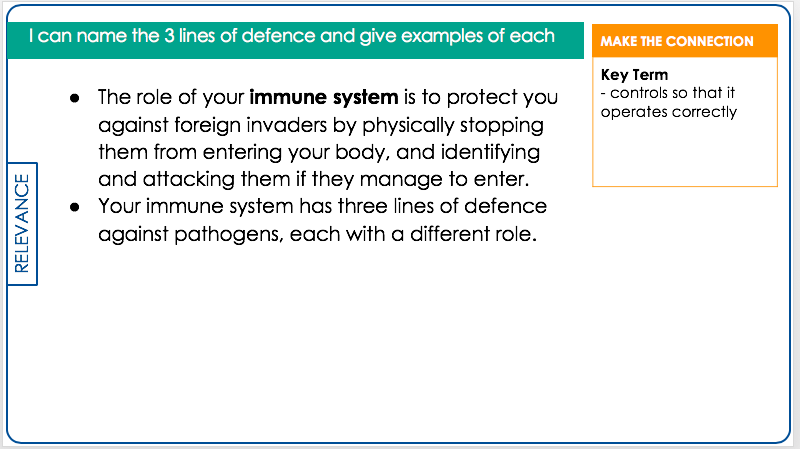 I can name the 3 lines of defence and give examples of each
MAKE THE CONNECTION
Key Term
- controls so that it
operates correctly
● The role of your immune system is to protect you
against foreign invaders by physically stopping
them from entering your body, and identifying
and attacking them if they manage to enter.
● Your immune system has three lines of defence
against pathogens, each with a different role.
RELEVANCE